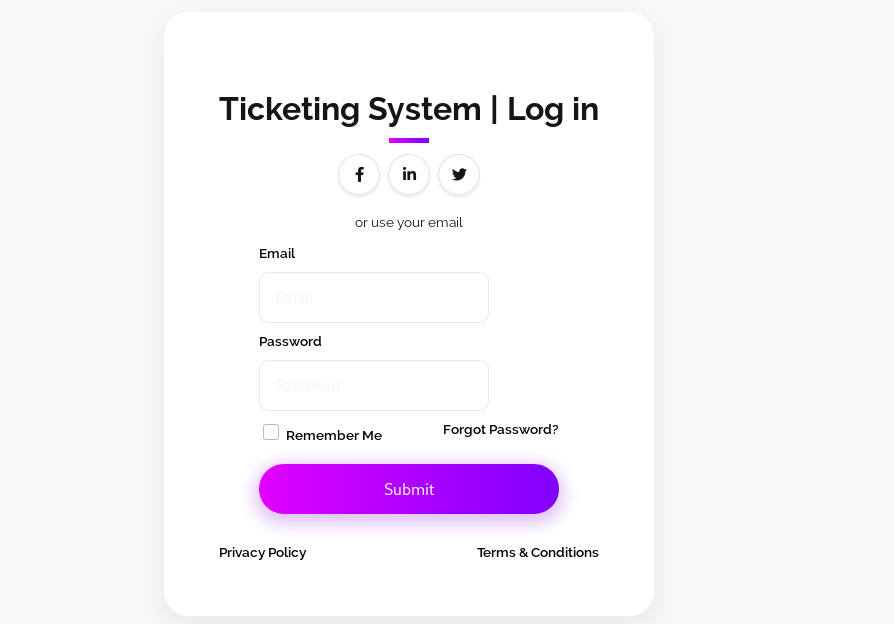 Ticketing System | Log in
or use your email
Email
Email
Password
Password
Remember Me
Forgot Password?
Submit
Privacy Policy
Terms & Conditions